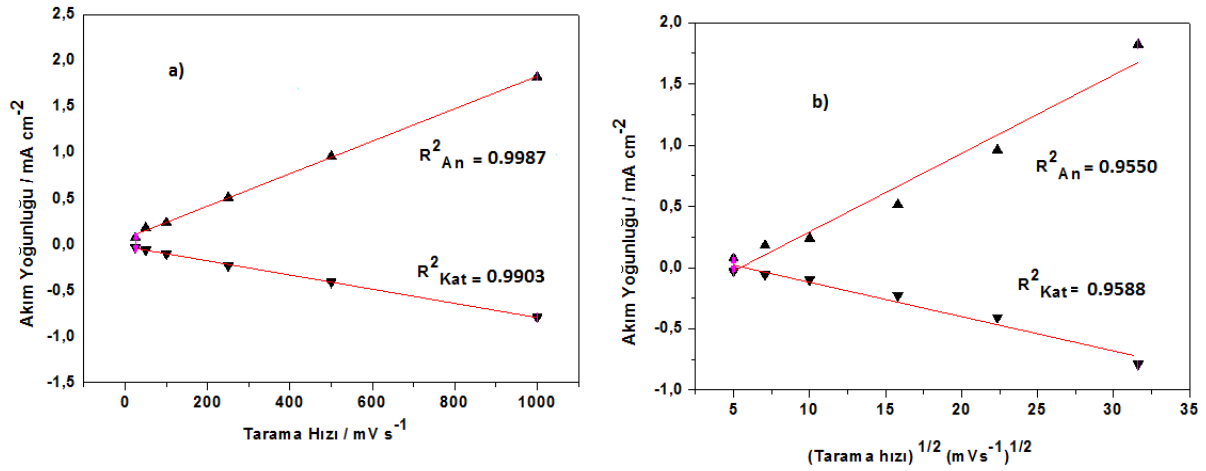 2,5
2,0
1,5
1,0
0,5
0,0
-0,5
-1,0
-1,5
0
200
400
600
800
1000
Akım Yoğunluğu / mA cm-2
Tarama Hızı / mV s-1
a)
R2An = 0.9987
R2Kat = 0.9903
2,0
1,5
1,0
0,5
0,0
-0,5
-1,0
5
10
15
20
25
30
35
Akım Yoğunluğu / mA cm-2
(Tarama hızı) 1/2 (mVs-1)1/2
b)
R2An = 0.9550
R2Kat = 0.9588